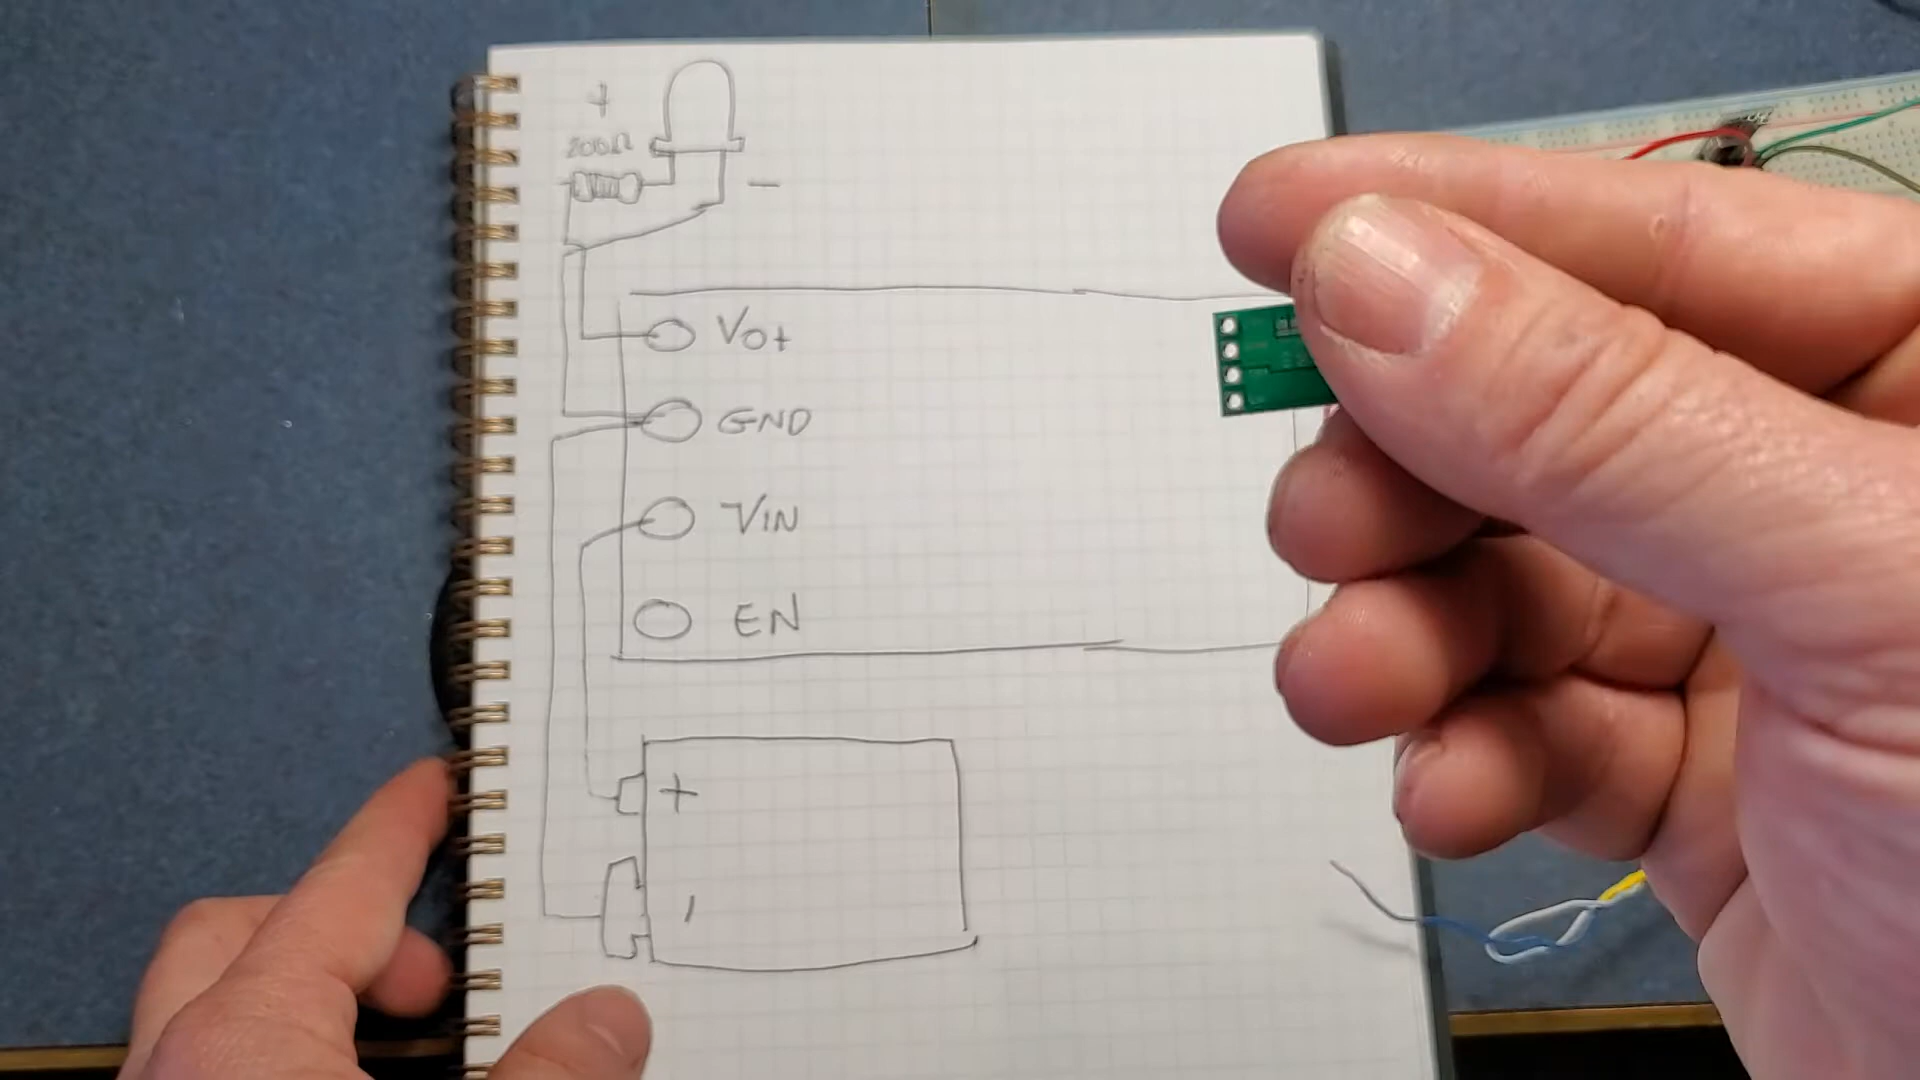 +
200Ω
−
Vo+
GND
VIN
EN
+
-